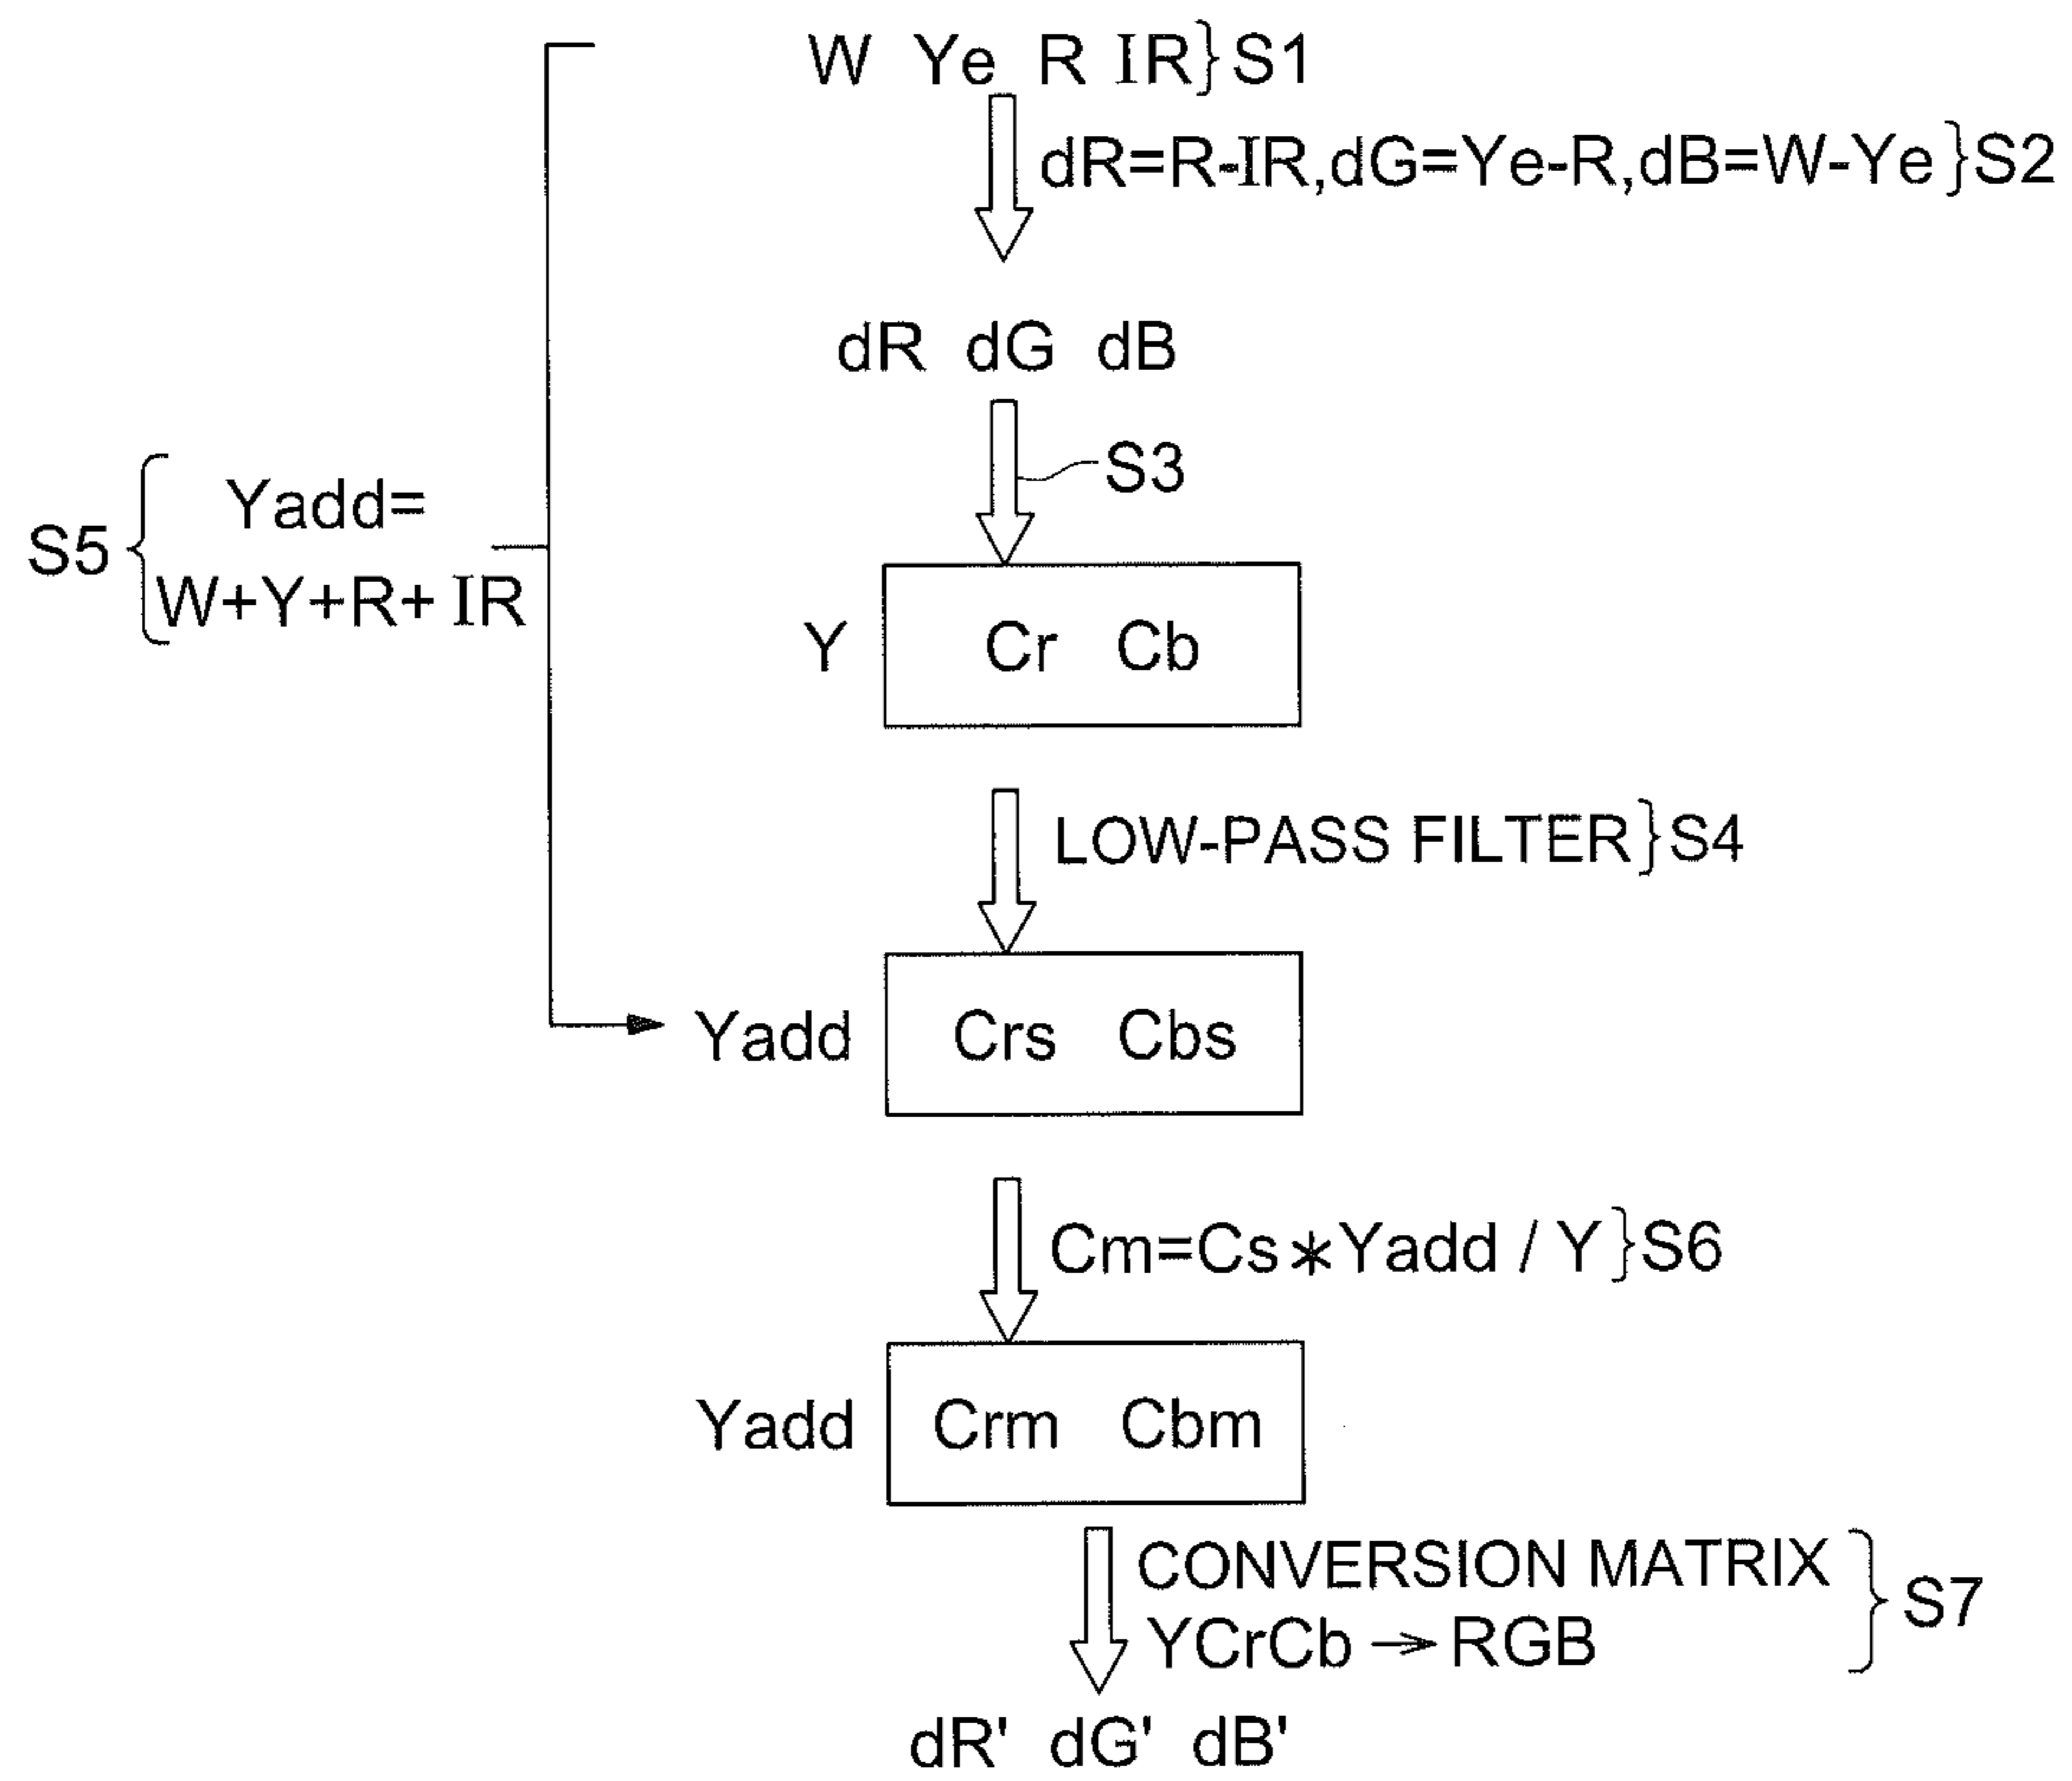 W Ye R IR}S1
dR=R-IR,dG=Ye-R,dB=W-Ye}S2
dR dG dB
S3
S5 { Yadd=
W+Y+R+IR
Y Cr Cb
LOW-PASS FILTER}S4
Yadd Crs Cbs
Cm=Cs*Yadd / Y}S6
Yadd Crm Cbm
CONVERSION MATRIX
YCrCb → RGB } S7
dR' dG' dB'